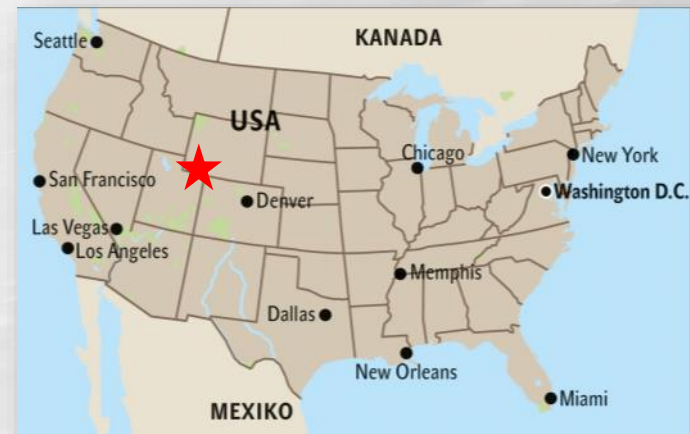 KANADA
Seattle
USA
Chicago
New York
San Francisco
Washington D.C.
Denver
Las Vegas
Los Angeles
Memphis
Dallas
New Orleans
Miami
MEXIKO